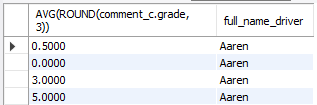 AVG(ROUND(comment_c.grade, full_name_driver
3))
0.5000 Aaren
0.0000 Aaren
3.0000 Aaren
5.0000 Aaren